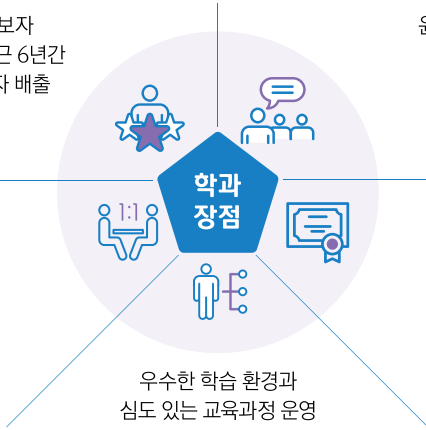 보자
근 6년간
자 배출
1:1
학과
장점
우수한 학습 환경과
심도 있는 교육과정 운영